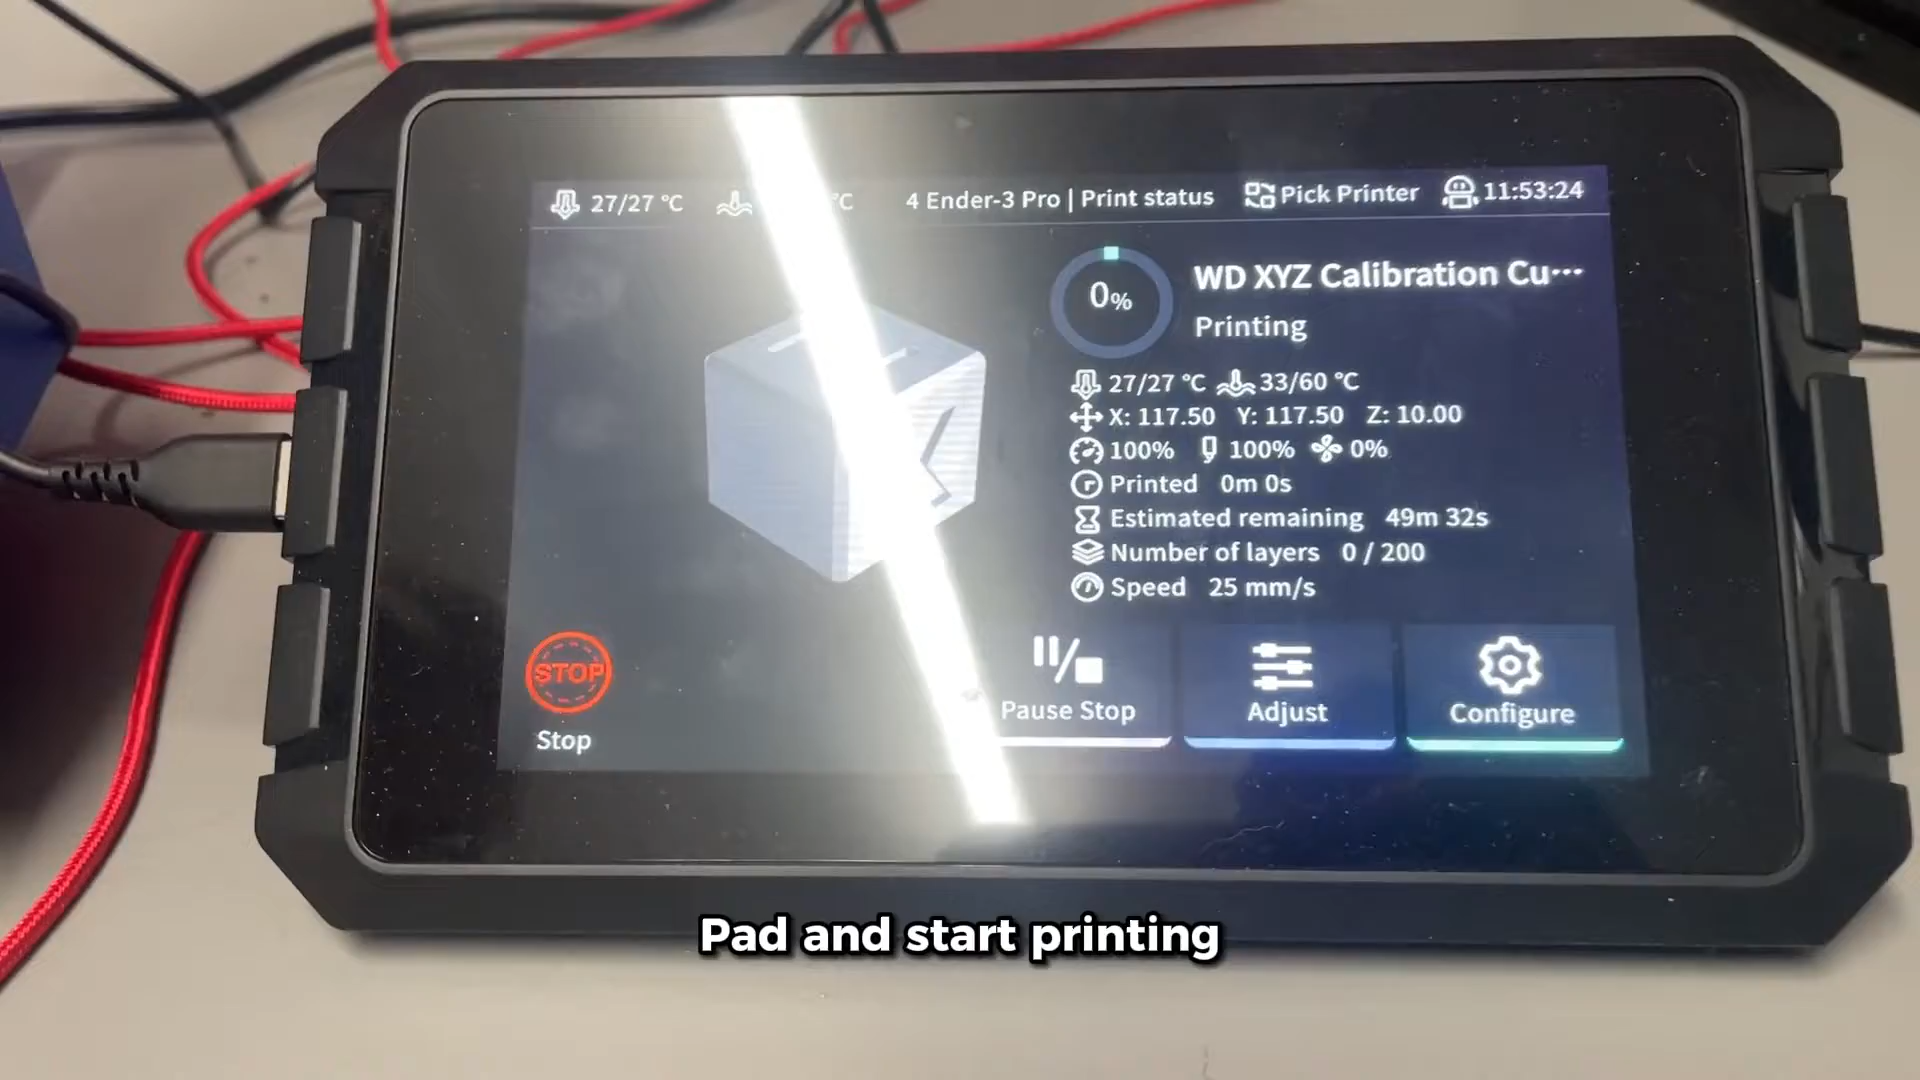 27/27 °C °C 4 Ender-3 Pro | Print status Pick Printer 11:53:24
0%
WD XYZ Calibration Cu...
Printing
27/27 °C 33/60 °C
X: 117.50 Y: 117.50 Z: 10.00
100% 100% 0%
Printed 0m 0s
Estimated remaining 49m 32s
Number of layers 0 / 200
Speed 25 mm/s
STOP
Stop
Pause Stop
Adjust
Configure
Pad and start printing